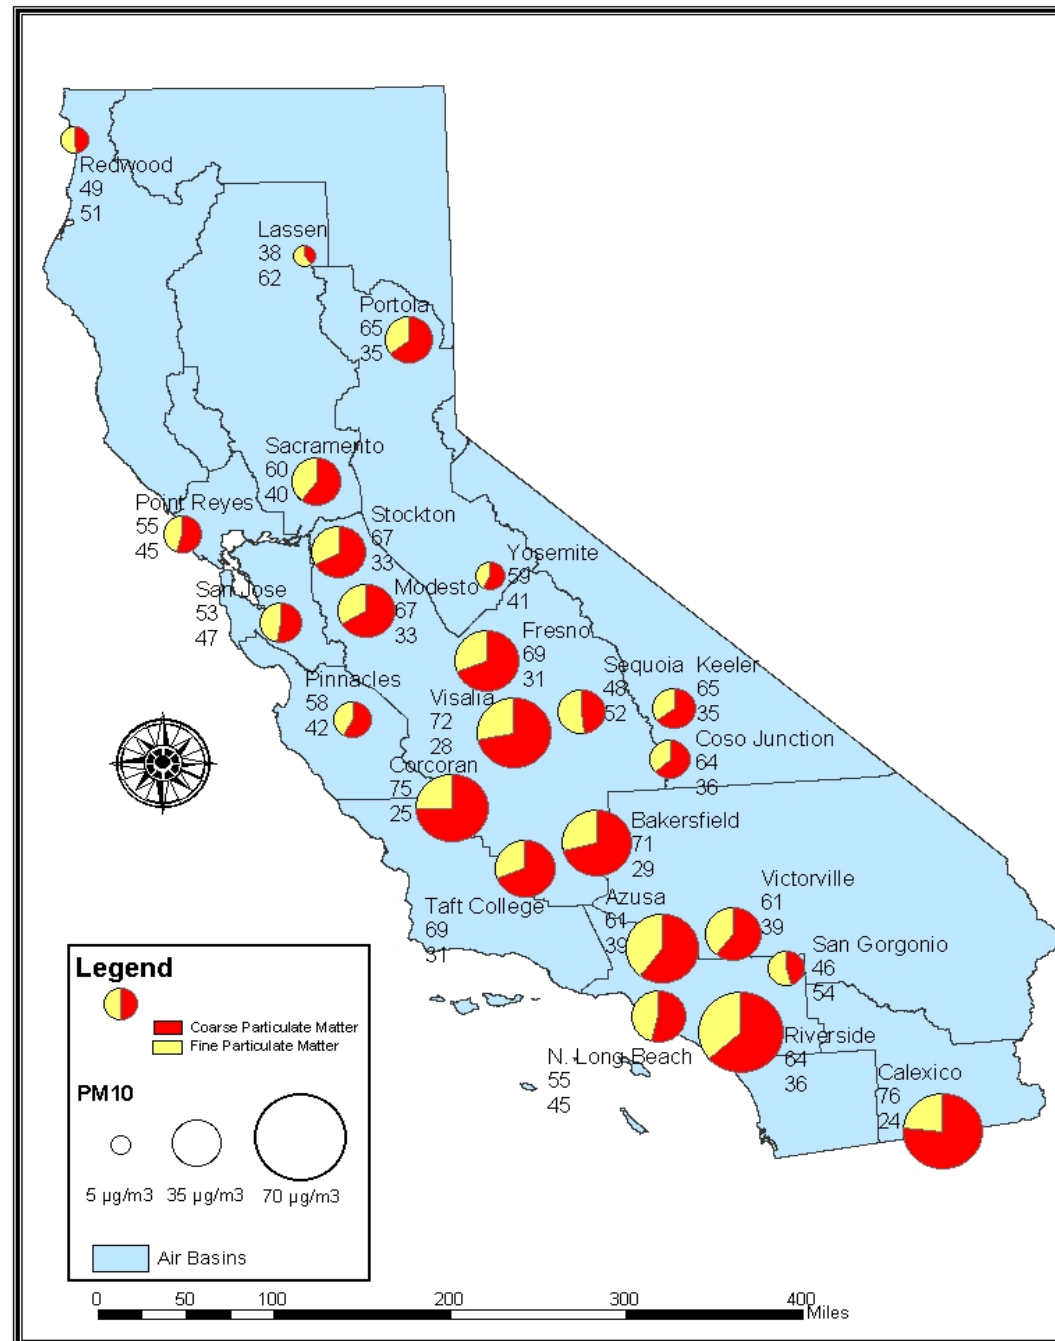 Redwood
49
51
Lassen
38
62
Portola
65
35
Sacramento
60
40
Point Reyes
55
45
Stockton
67
33
Yosemite
59
41
San Jose
53
47
Modesto
67
33
Fresno
69
31
Sequoia
48
52
Keeler
65
35
Pinnacles
58
42
Visalia
72
28
Coso Junction
64
36
Corcoran
75
25
Bakersfield
71
29
Taft College
69
31
Azusa
61
39
Victorville
61
39
San Gorgonio
46
54
N. Long Beach
55
45
Riverside
64
36
Calexico
76
24
Legend
Coarse Particulate Matter
Fine Particulate Matter
PM10
5 µg/m3 35 µg/m3 70 µg/m3
Air Basins
0 50 100 200 300 400
Miles